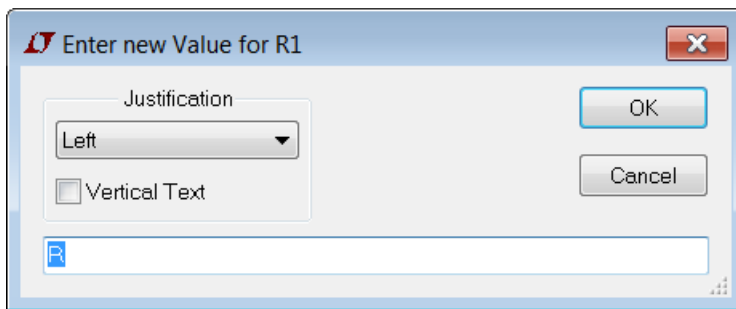 Enter new Value for R1
Justification
Left
OK
Vertical Text
Cancel
R